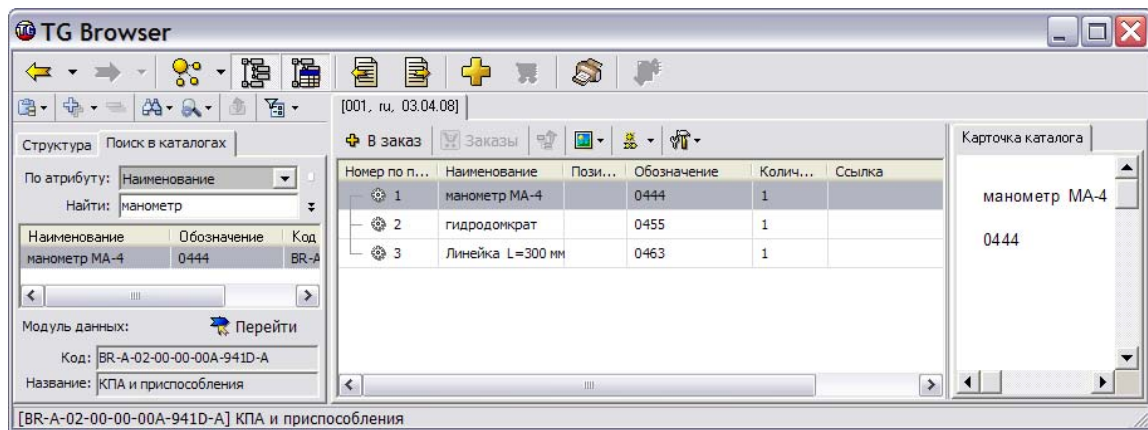 TG Browser
[001, ru, 03.04.08]
Структура Поиск в каталогах
По атрибуту: Наименование
Найти: манометр
Наименование Обозначение Код
манометр МА-4 0444 BR-A
Модуль данных: Перейти
Код: BR-A-02-00-00-00A-941D-A
Название: КПА и приспособления
В заказ Заказы
Номер по п... Наименование Пози... Обозначение Колич... Ссылка
1 манометр МА-4 0444 1
2 гидродомкрат 0455 1
3 Линейка L=300 мм 0463 1
Карточка каталога
манометр МА-4
0444
[BR-A-02-00-00-00A-941D-A] КПА и приспособления